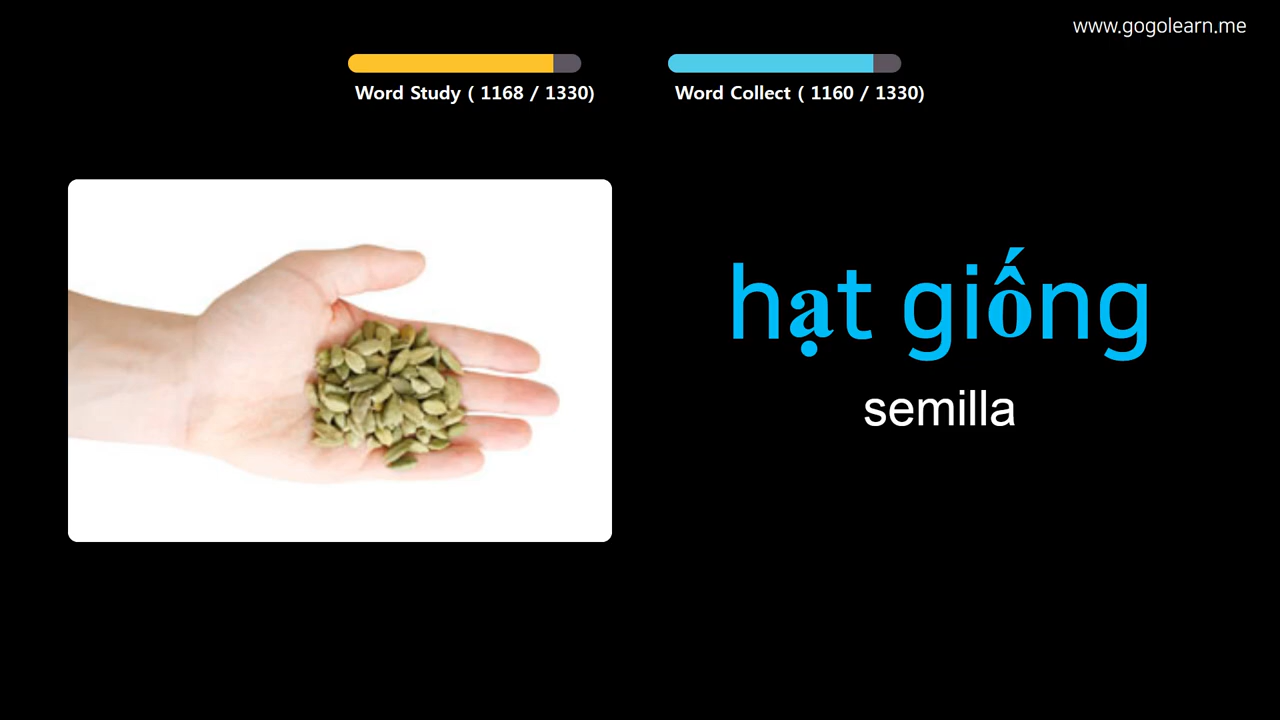 www.gogolearn.me
Word Study ( 1168 / 1330)
Word Collect ( 1160 / 1330)
hạt giống
semilla